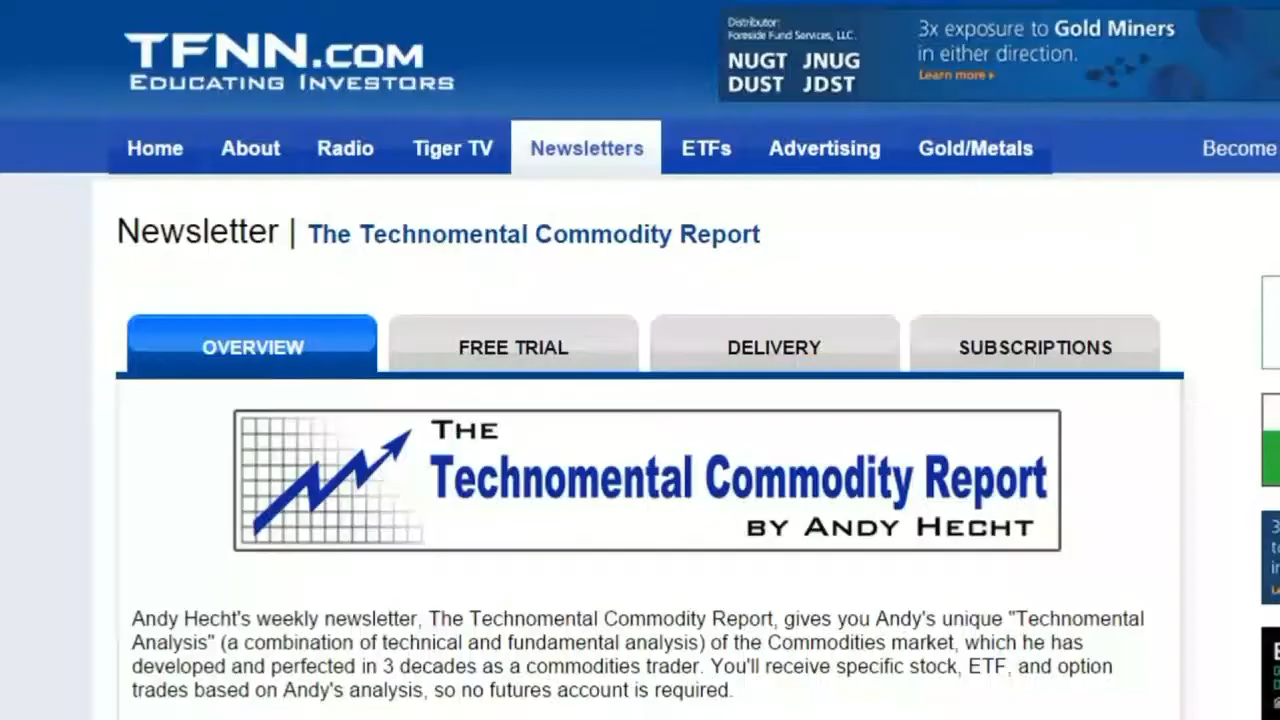 TFNN.COM
EDUCATING INVESTORS
Distributor:
Foreside Fund Services, LLC.
NUGT JNUG
DUST JDST
3x exposure to Gold Miners
in either direction.
Learn more
Home About Radio Tiger TV Newsletters ETFs Advertising Gold/Metals Become
Newsletter | The Technomental Commodity Report
OVERVIEW FREE TRIAL DELIVERY SUBSCRIPTIONS
THE
Technomental Commodity Report
BY ANDY HECHT
Andy Hecht's weekly newsletter, The Technomental Commodity Report, gives you Andy's unique "Technomental
Analysis" (a combination of technical and fundamental analysis) of the Commodities market, which he has
developed and perfected in 3 decades as a commodities trader. You'll receive specific stock, ETF, and option
trades based on Andy's analysis, so no futures account is required.